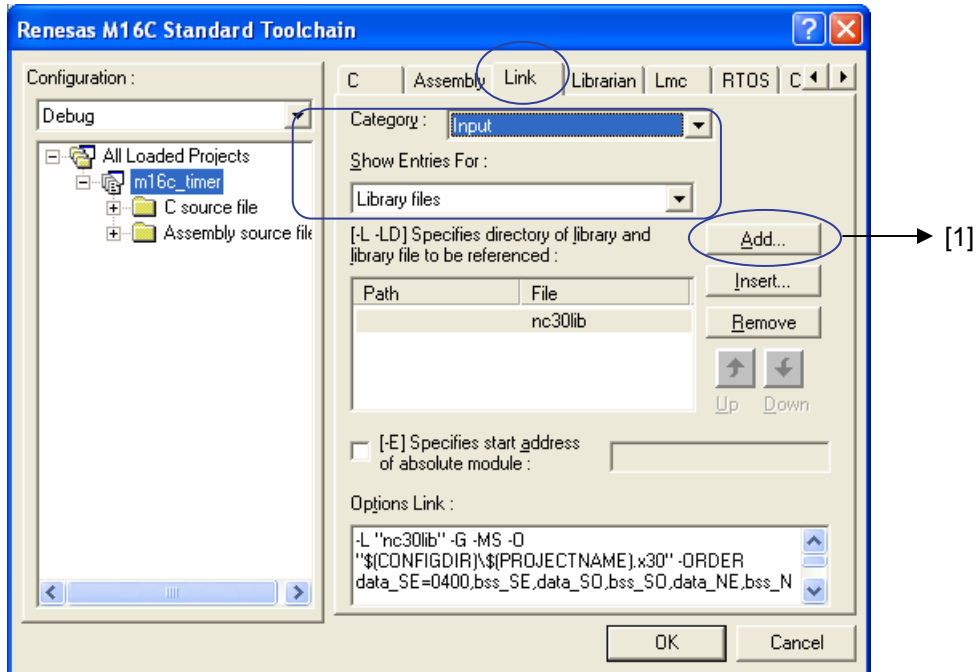 Renesas M16C Standard Toolchain
Configuration :
Debug
All Loaded Projects
m16c_timer
C source file
Assembly source file
C Assembly Link Librarian Lmc RTOS C
Category : Input
Show Entries For :
Library files
[-L -LD] Specifies directory of library and
library file to be referenced :
Path File
nc30lib
Add...
[1]
Insert...
Remove
Up Down
[-E] Specifies start address
of absolute module :
Options Link :
-L "nc30lib" -G -MS -O
"$(CONFIGDIR)\$(PROJECTNAME).x30" -ORDER
data_SE=0400,bss_SE,data_SO,bss_SO,data_NE,bss_N
OK Cancel